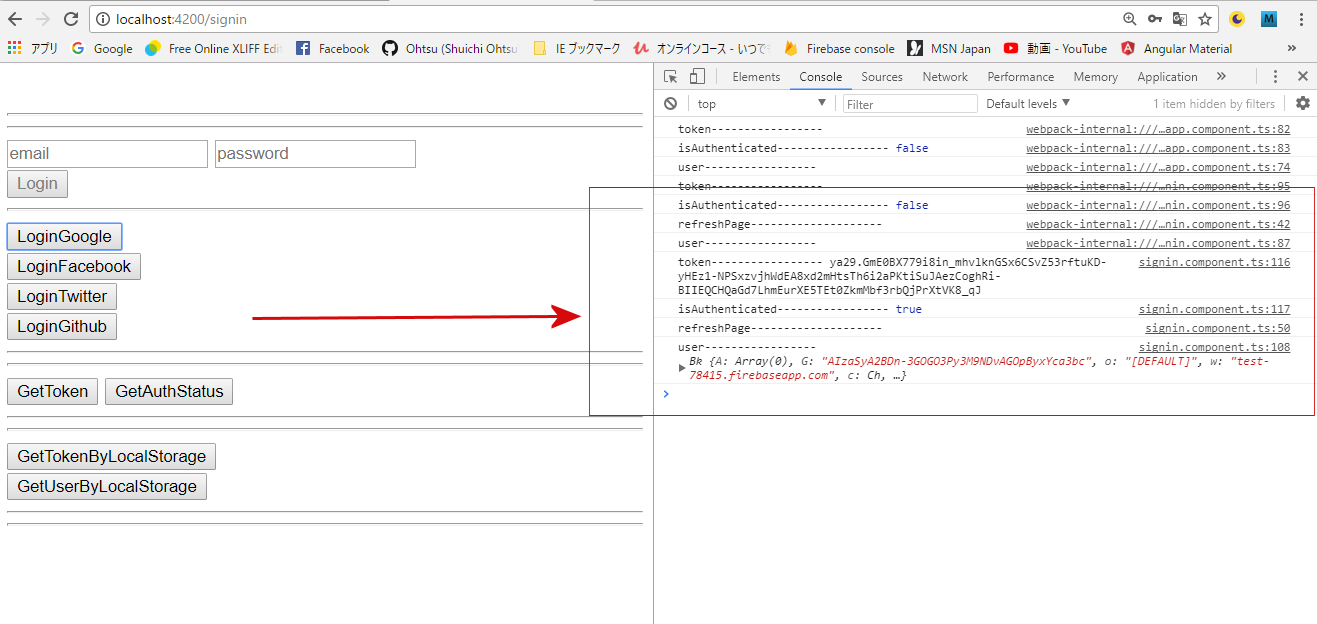 localhost:4200/signin
アプリ Google Free Online XLIFF Edi Facebook Ohtsu (Shuichi Ohtsu IE ブックマーク オンラインコース - いつで Firebase console MSN Japan 動画 - YouTube Angular Material »
Elements Console Sources Network Performance Memory Application »
top Filter Default levels 1 item hidden by filters
email password
Login
LoginGoogle
LoginFacebook
LoginTwitter
LoginGithub
GetToken GetAuthStatus
GetTokenByLocalStorage
GetUserByLocalStorage
token----------------- webpack-internal:///…app.component.ts:82
isAuthenticated----------------- false webpack-internal:///…app.component.ts:83
user----------------- webpack-internal:///…app.component.ts:74
token----------------- webpack-internal:///…nin.component.ts:95
isAuthenticated----------------- false webpack-internal:///…nin.component.ts:96
refreshPage-------------------- webpack-internal:///…nin.component.ts:42
user----------------- webpack-internal:///…nin.component.ts:87
token----------------- ya29.GmE0BX779i8in_mhvlknGSx6CSvZ53rftuKD- signin.component.ts:116
yHEz1-NPSxzvjhWdEA8xd2mHtsTh6i2aPKtiSuJAezCoghRi-
BIIEQCHQaGd7LhmEurXE5TEt0ZkmMbf3rbQjPrXtVK8_qJ
isAuthenticated----------------- true signin.component.ts:117
refreshPage-------------------- signin.component.ts:50
user----------------- signin.component.ts:108
Bk {A: Array(0), G: "AIzaSyA2BDn-3GOGO3Py3M9NDvAGOpByxYca3bc", o: "[DEFAULT]", w: "test-
78415.firebaseapp.com", c: Ch, …}